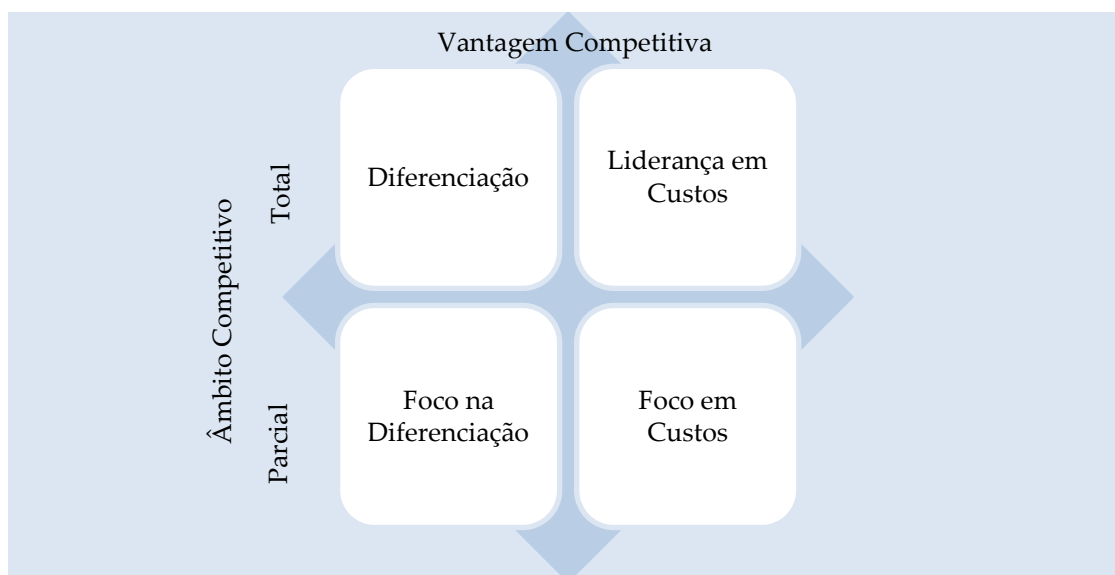 Vantagem Competitiva
Âmbito Competitivo
Total
Diferenciação
Liderança em
Custos
Parcial
Foco na
Diferenciação
Foco em
Custos